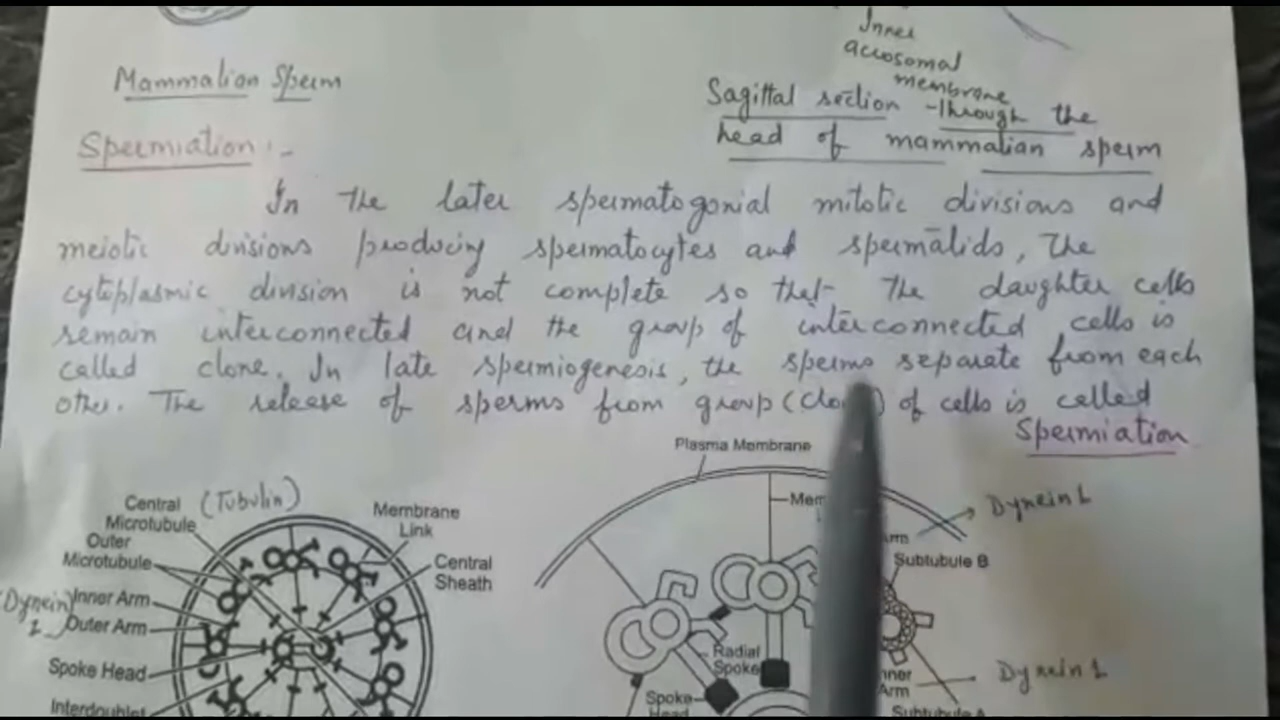 Inner
acrosomal
membrane
Mammalian Sperm
Sagittal section through the
head of mammalian sperm
Spermiation :-
In the later spermatogonial mitotic divisions and
meiotic divisions producing spermatocytes and spermatids, the
cytoplasmic division is not complete so that the daughter cells
remain interconnected and the group of interconnected cells is
called clone. In late spermiogenesis, the sperms separate from each
other. The release of sperms from group ( of cells is called
Spermiation
Plasma Membrane
Central (Tubulin)
Microtubule
Outer
Microtubule
Membrane
Link
Central
Sheath
(Dynein)
Inner Arm
Outer Arm
Spoke Head
Interdoublet
Dynein 1
Subtubule B
Radial
Spoke
Spoke
Head
Arm
Dynein 1
Subtubule A